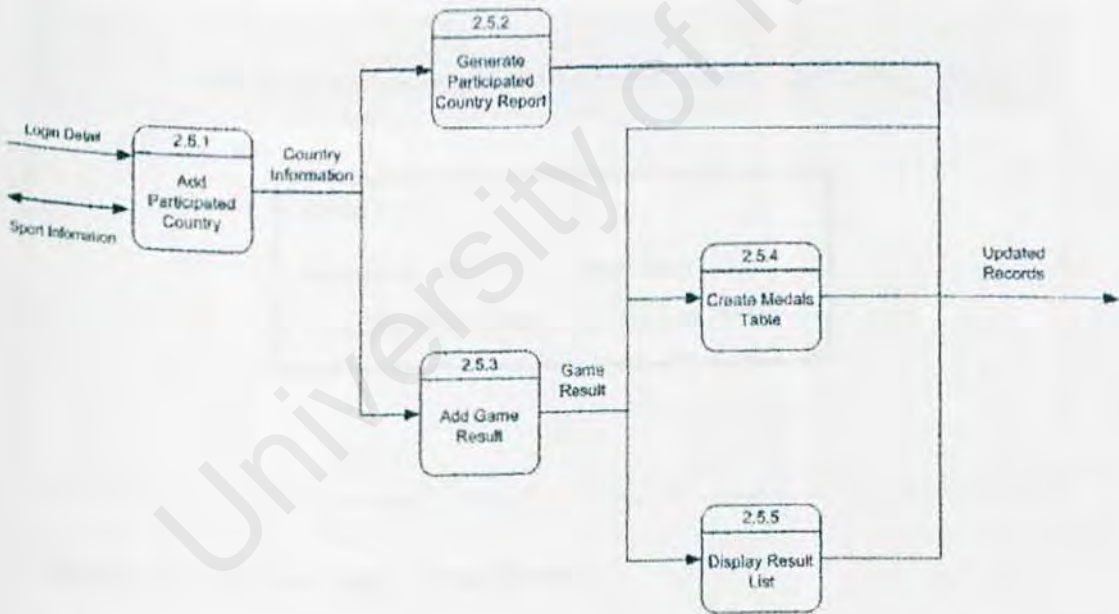 2.5.2
Generate
Participated
Country Report
Login Detail
2.5.1
Add
Participated
Country
Country
Information
Sport Information
2.5.4
Create Medals
Table
Updated
Records
2.5.3
Add Game
Result
Game
Result
2.5.5
Display Result
List
University of